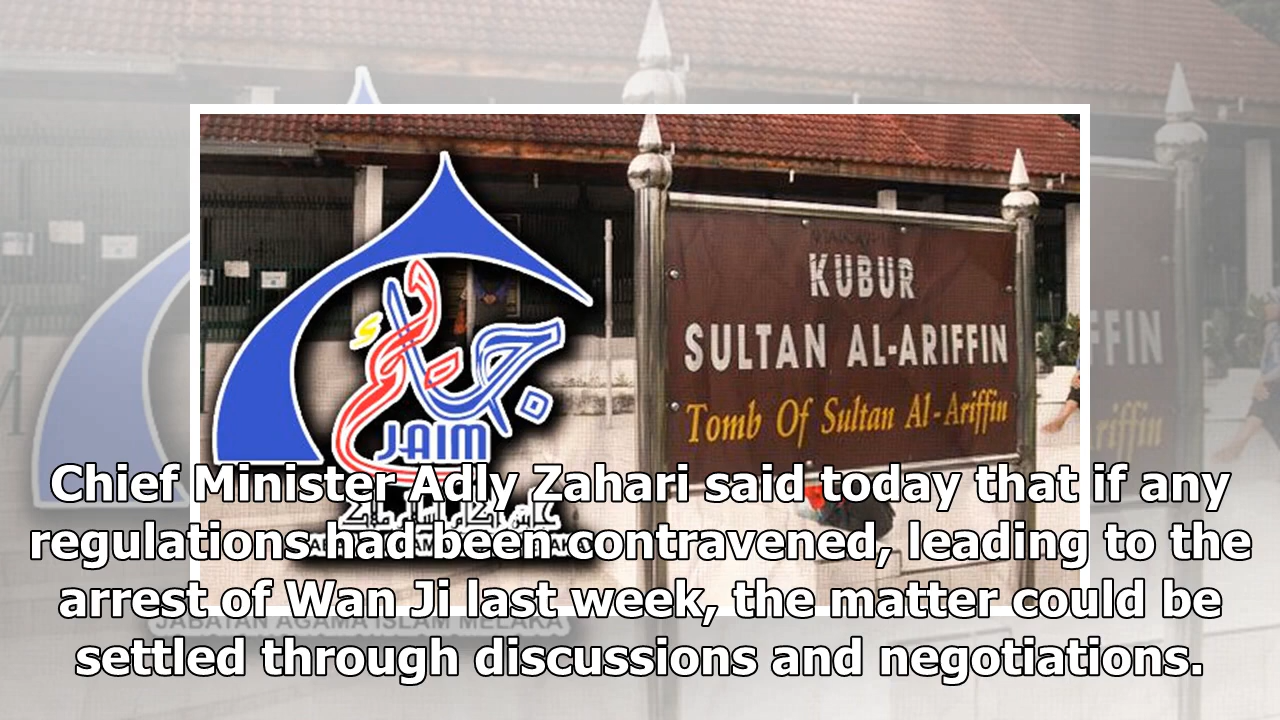 KUBUR
SULTAN AL-ARIFFIN
Tomb Of Sultan Al-Ariffin
JAIM
Chief Minister Adly Zahari said today that if any
regulations had been contravened, leading to the
arrest of Wan Ji last week, the matter could be
settled through discussions and negotiations.
JABATAN AGAMA ISLAM MELAKA
FFIN
riffin